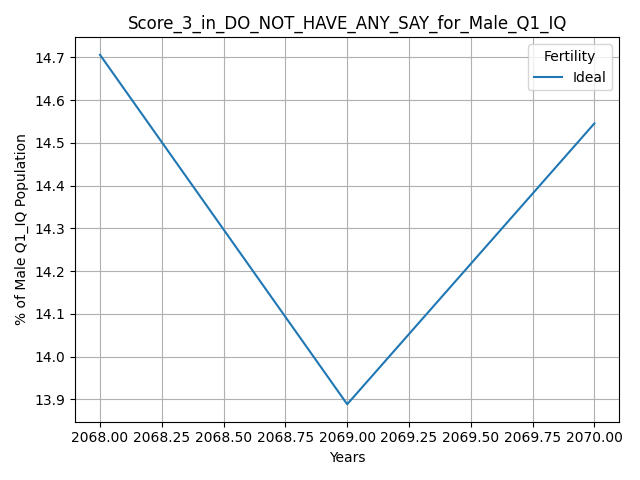 Score_3_in_DO_NOT_HAVE_ANY_SAY_for_Male_Q1_IQ
Fertility
Ideal
% of Male Q1_IQ Population
14.7
14.6
14.5
14.4
14.3
14.2
14.1
14.0
13.9
2068.00 2068.25 2068.50 2068.75 2069.00 2069.25 2069.50 2069.75 2070.00
Years